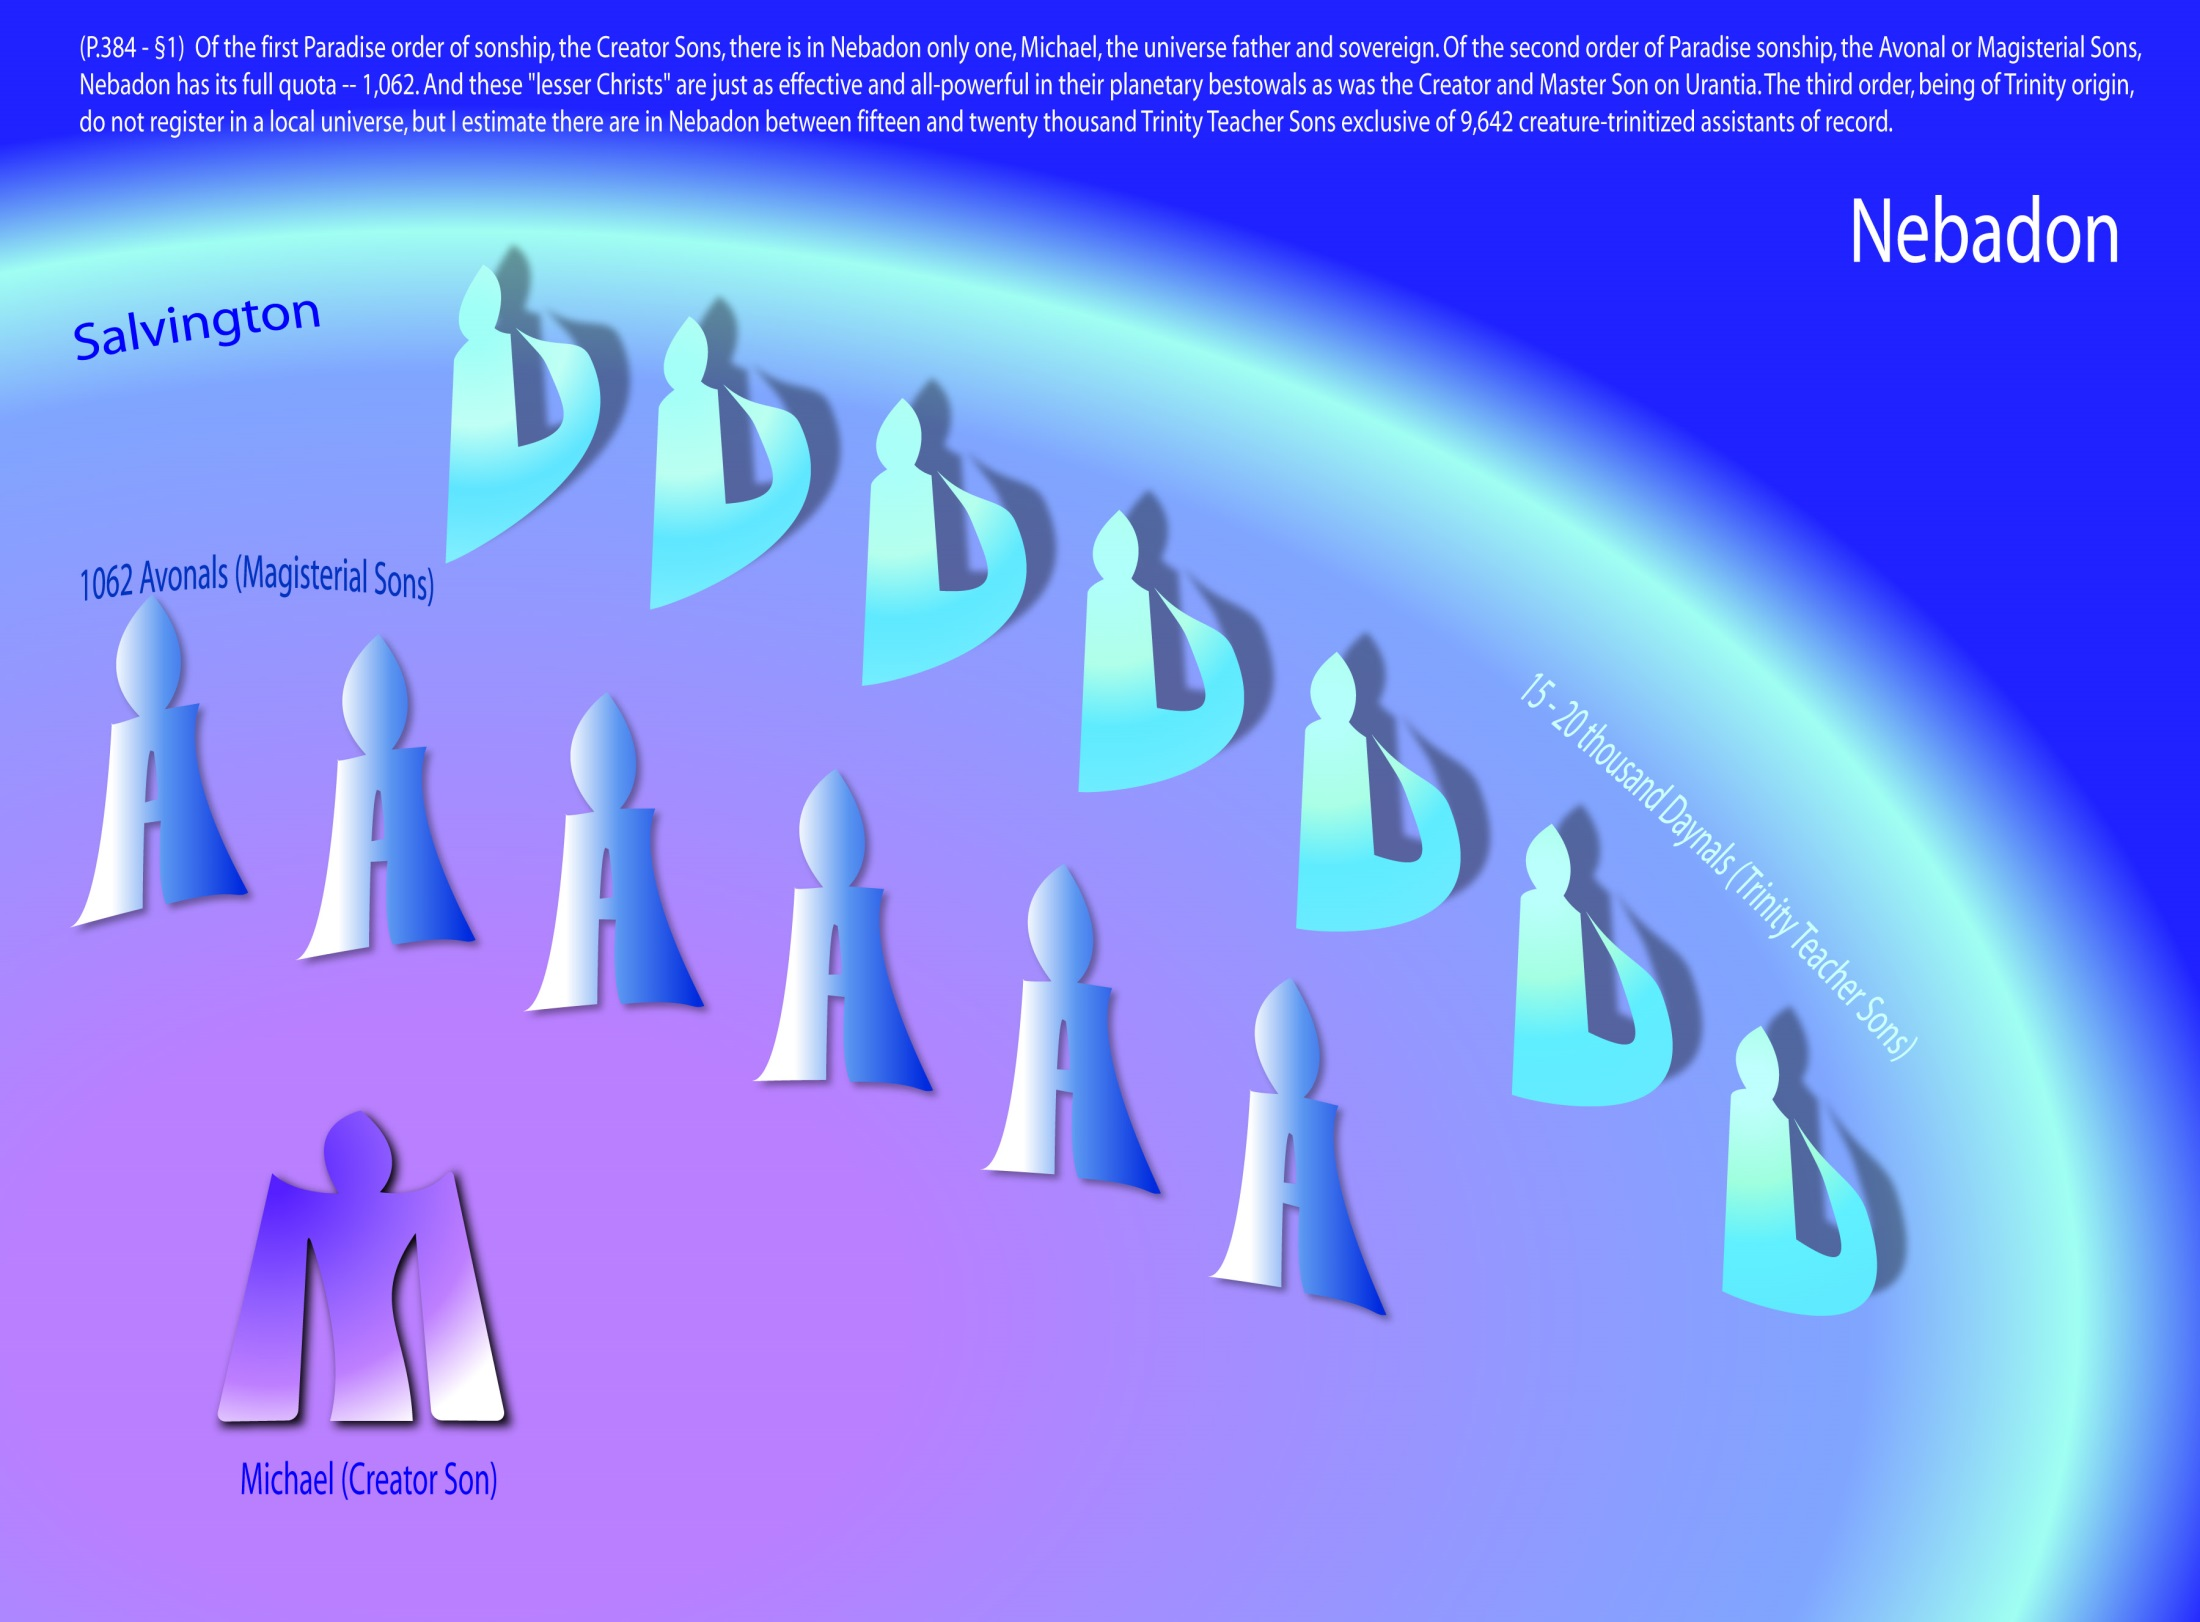 (P.384 - §1) Of the first Paradise order of sonship, the Creator Sons, there is in Nebadon only one, Michael, the universe father and sovereign. Of the second order of Paradise sonship, the Avonal or Magisterial Sons,
Nebadon has its full quota -- 1,062. And these "lesser Christs" are just as effective and all-powerful in their planetary bestowals as was the Creator and Master Son on Urantia. The third order, being of Trinity origin,
do not register in a local universe, but I estimate there are in Nebadon between fifteen and twenty thousand Trinity Teacher Sons exclusive of 9,642 creature-trinitized assistants of record.
Nebadon
Salvington
1062 Avonals (Magisterial Sons)
15 - 20 thousand Daynals (Trinity Teacher Sons)
Michael (Creator Son)